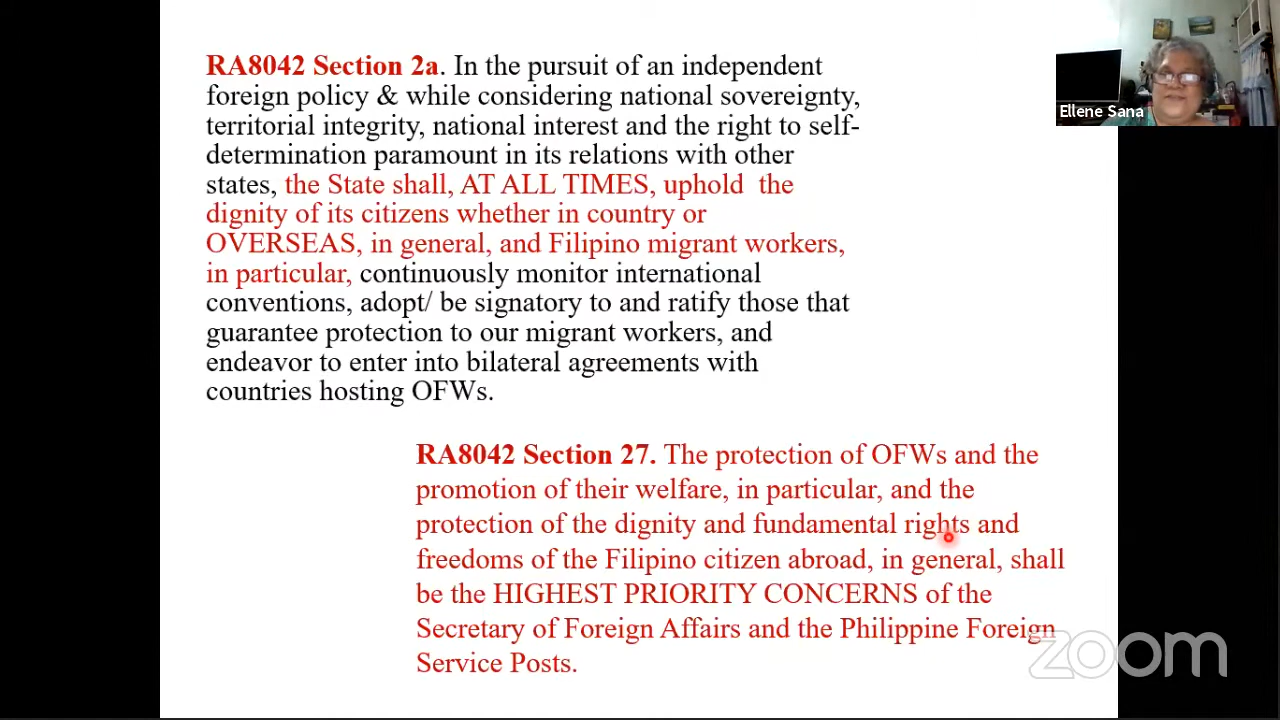 RA8042 Section 2a. In the pursuit of an independent
foreign policy & while considering national sovereignty,
territorial integrity, national interest and the right to self-
determination paramount in its relations with other
states, the State shall, AT ALL TIMES, uphold the
dignity of its citizens whether in country or
OVERSEAS, in general, and Filipino migrant workers,
in particular, continuously monitor international
conventions, adopt/ be signatory to and ratify those that
guarantee protection to our migrant workers, and
endeavor to enter into bilateral agreements with
countries hosting OFWs.
Ellene Sana
RA8042 Section 27. The protection of OFWs and the
promotion of their welfare, in particular, and the
protection of the dignity and fundamental rights and
freedoms of the Filipino citizen abroad, in general, shall
be the HIGHEST PRIORITY CONCERNS of the
Secretary of Foreign Affairs and the Philippine Foreign
Service Posts.
zoom